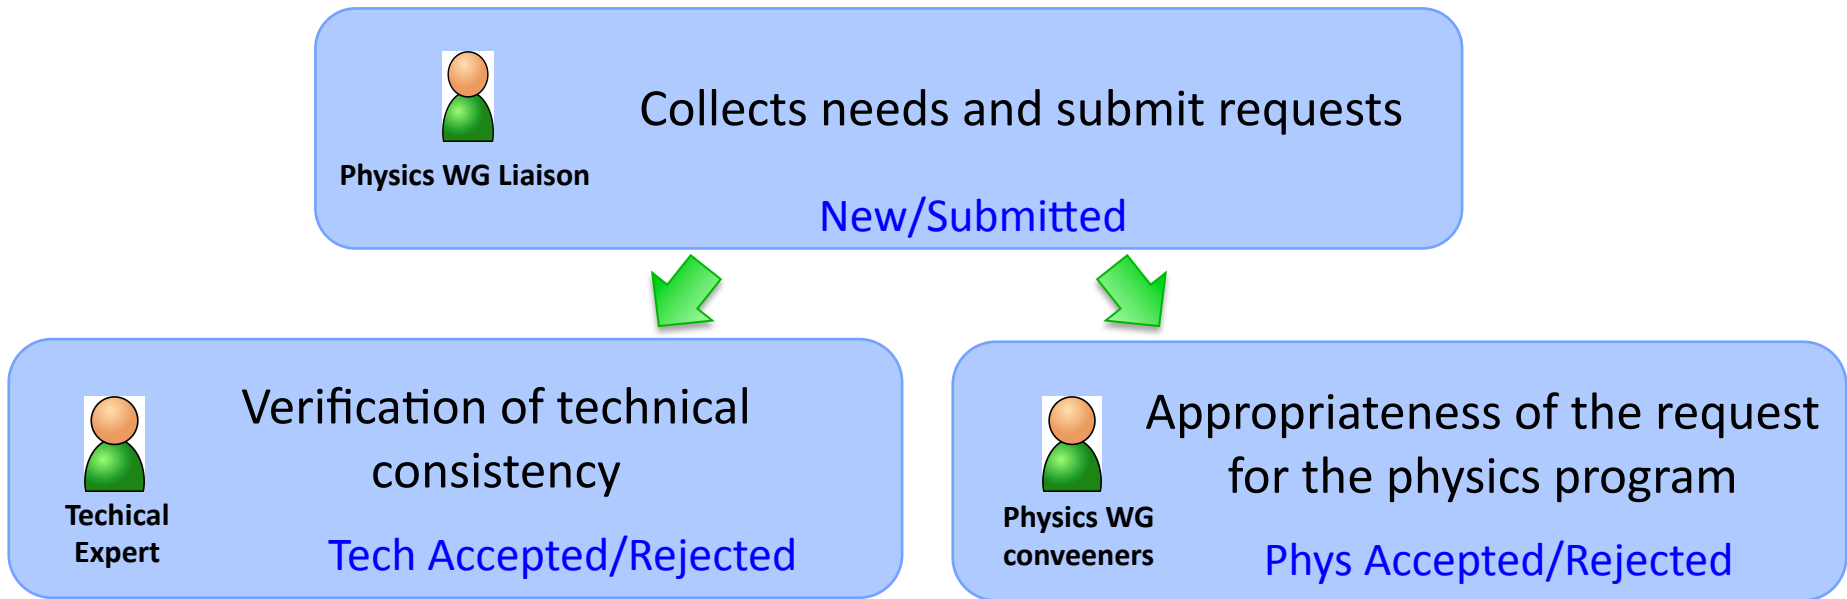 Collects needs and submit requests
Physics WG Liaison
New/Submitted
Verification of technical
consistency
Techical
Expert
Tech Accepted/Rejected
Appropriateness of the request
for the physics program
Physics WG
conveeners
Phys Accepted/Rejected